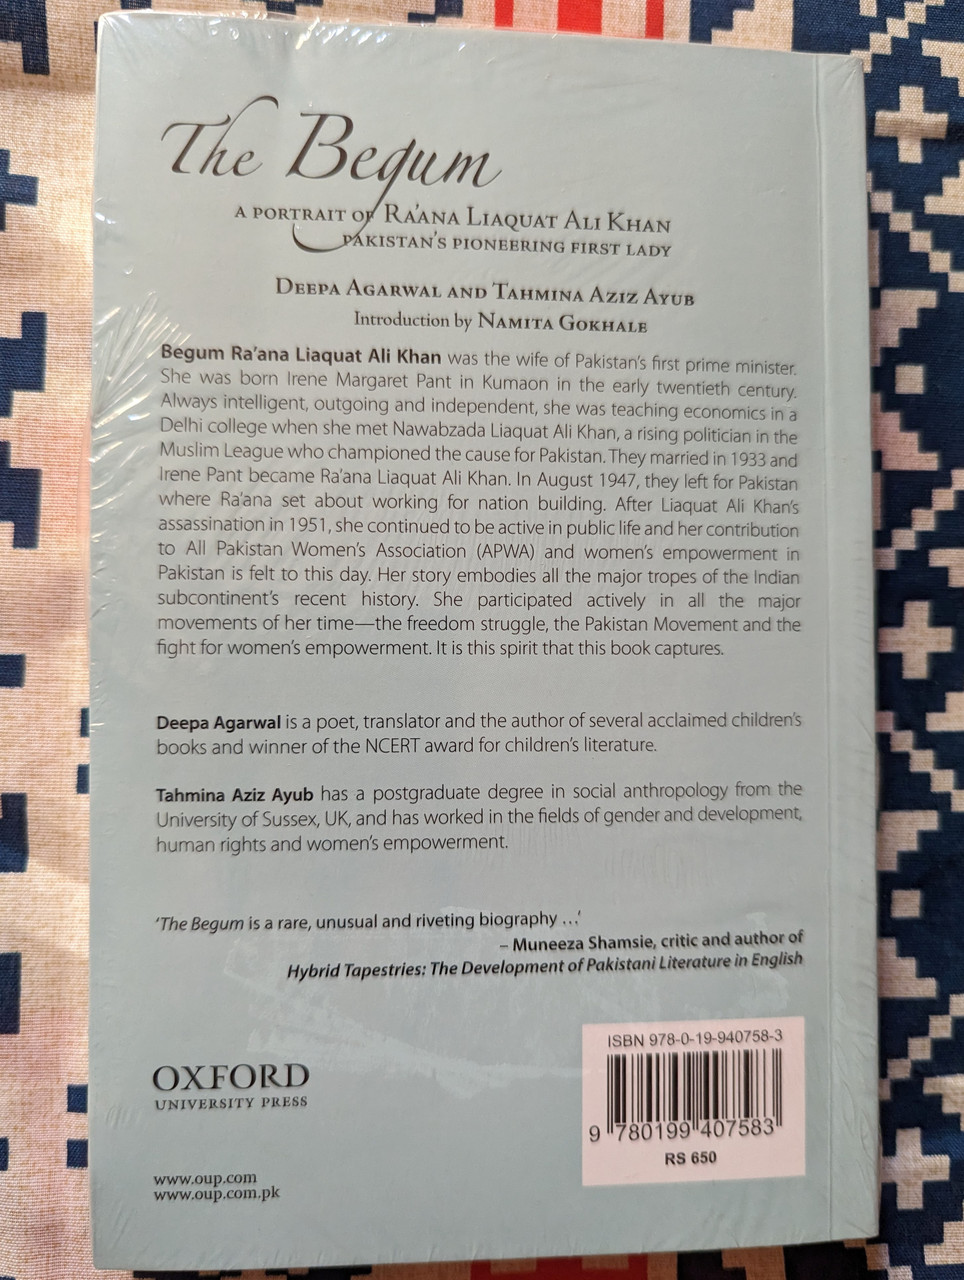 The Begum
A PORTRAIT OF RA'ANA LIAQUAT ALI KHAN
PAKISTAN'S PIONEERING FIRST LADY
DEEPA AGARWAL AND TAHMINA AZIZ AYUB
Introduction by NAMITA GOKHALE
Begum Ra'ana Liaquat Ali Khan was the wife of Pakistan's first prime minister.
She was born Irene Margaret Pant in Kumaon in the early twentieth century.
Always intelligent, outgoing and independent, she was teaching economics in a
Delhi college when she met Nawabzada Liaquat Ali Khan, a rising politician in the
Muslim League who championed the cause for Pakistan. They married in 1933 and
Irene Pant became Ra'ana Liaquat Ali Khan. In August 1947, they left for Pakistan
where Ra'ana set about working for nation building. After Liaquat Ali Khan's
assassination in 1951, she continued to be active in public life and her contribution
to All Pakistan Women's Association (APWA) and women's empowerment in
Pakistan is felt to this day. Her story embodies all the major tropes of the Indian
subcontinent's recent history. She participated actively in all the major
movements of her time—the freedom struggle, the Pakistan Movement and the
fight for women's empowerment. It is this spirit that this book captures.
Deepa Agarwal is a poet, translator and the author of several acclaimed children's
books and winner of the NCERT award for children's literature.
Tahmina Aziz Ayub has a postgraduate degree in social anthropology from the
University of Sussex, UK, and has worked in the fields of gender and development,
human rights and women's empowerment.
'The Begum is a rare, unusual and riveting biography ...'
– Muneeza Shamsie, critic and author of
Hybrid Tapestries: The Development of Pakistani Literature in English
ISBN 978-0-19-940758-3
9 780199 407583
RS 650
OXFORD
UNIVERSITY PRESS
www.oup.com
www.oup.com.pk